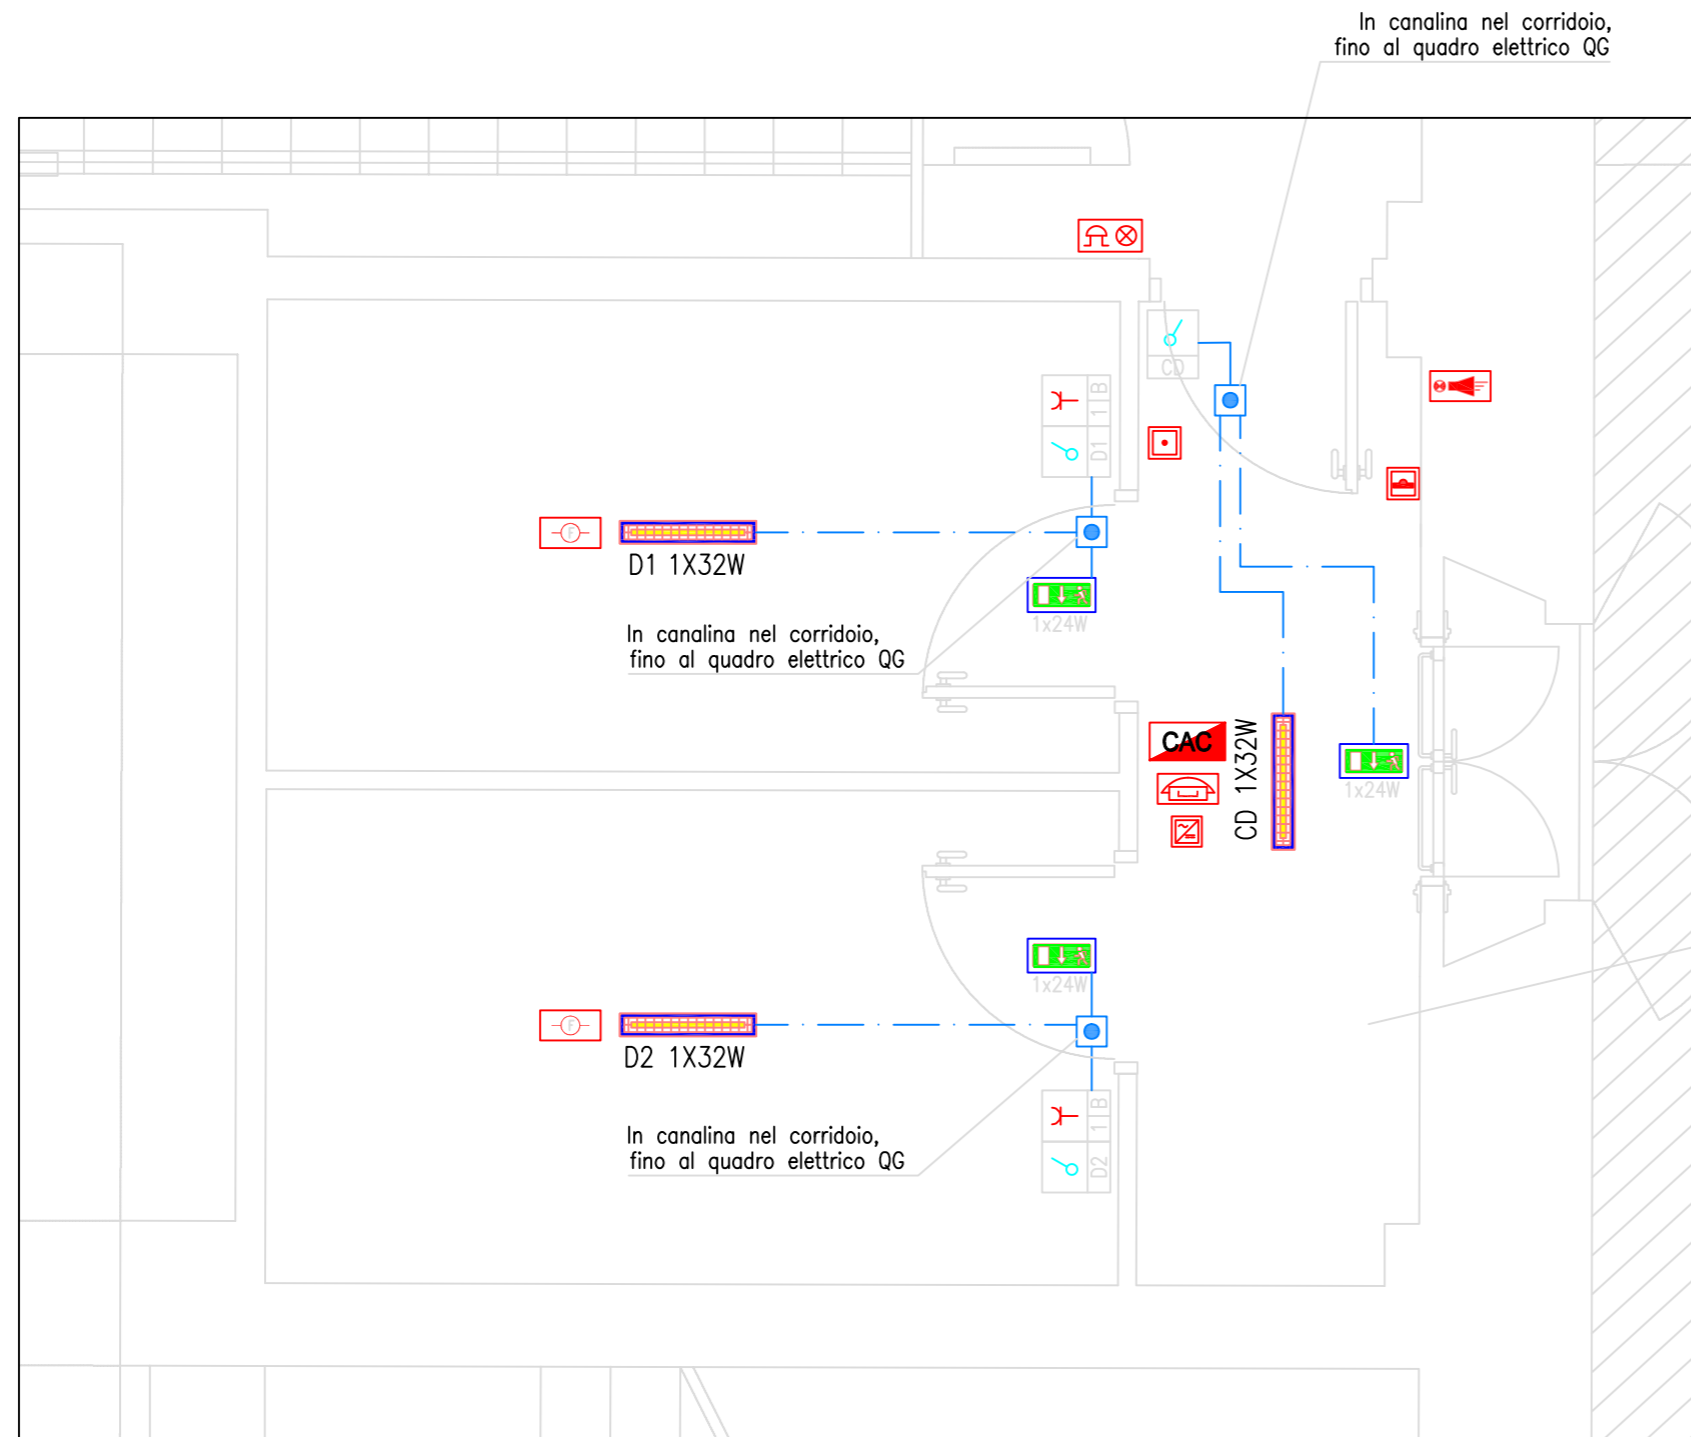 In canalina nel corridoio,
fino al quadro elettrico QG
CD
1 B
D1
F
D1 1X32W
1x24W
In canalina nel corridoio,
fino al quadro elettrico QG
CAC
CD 1X32W
1x24W
1x24W
F
D2 1X32W
1 B
D2
In canalina nel corridoio,
fino al quadro elettrico QG